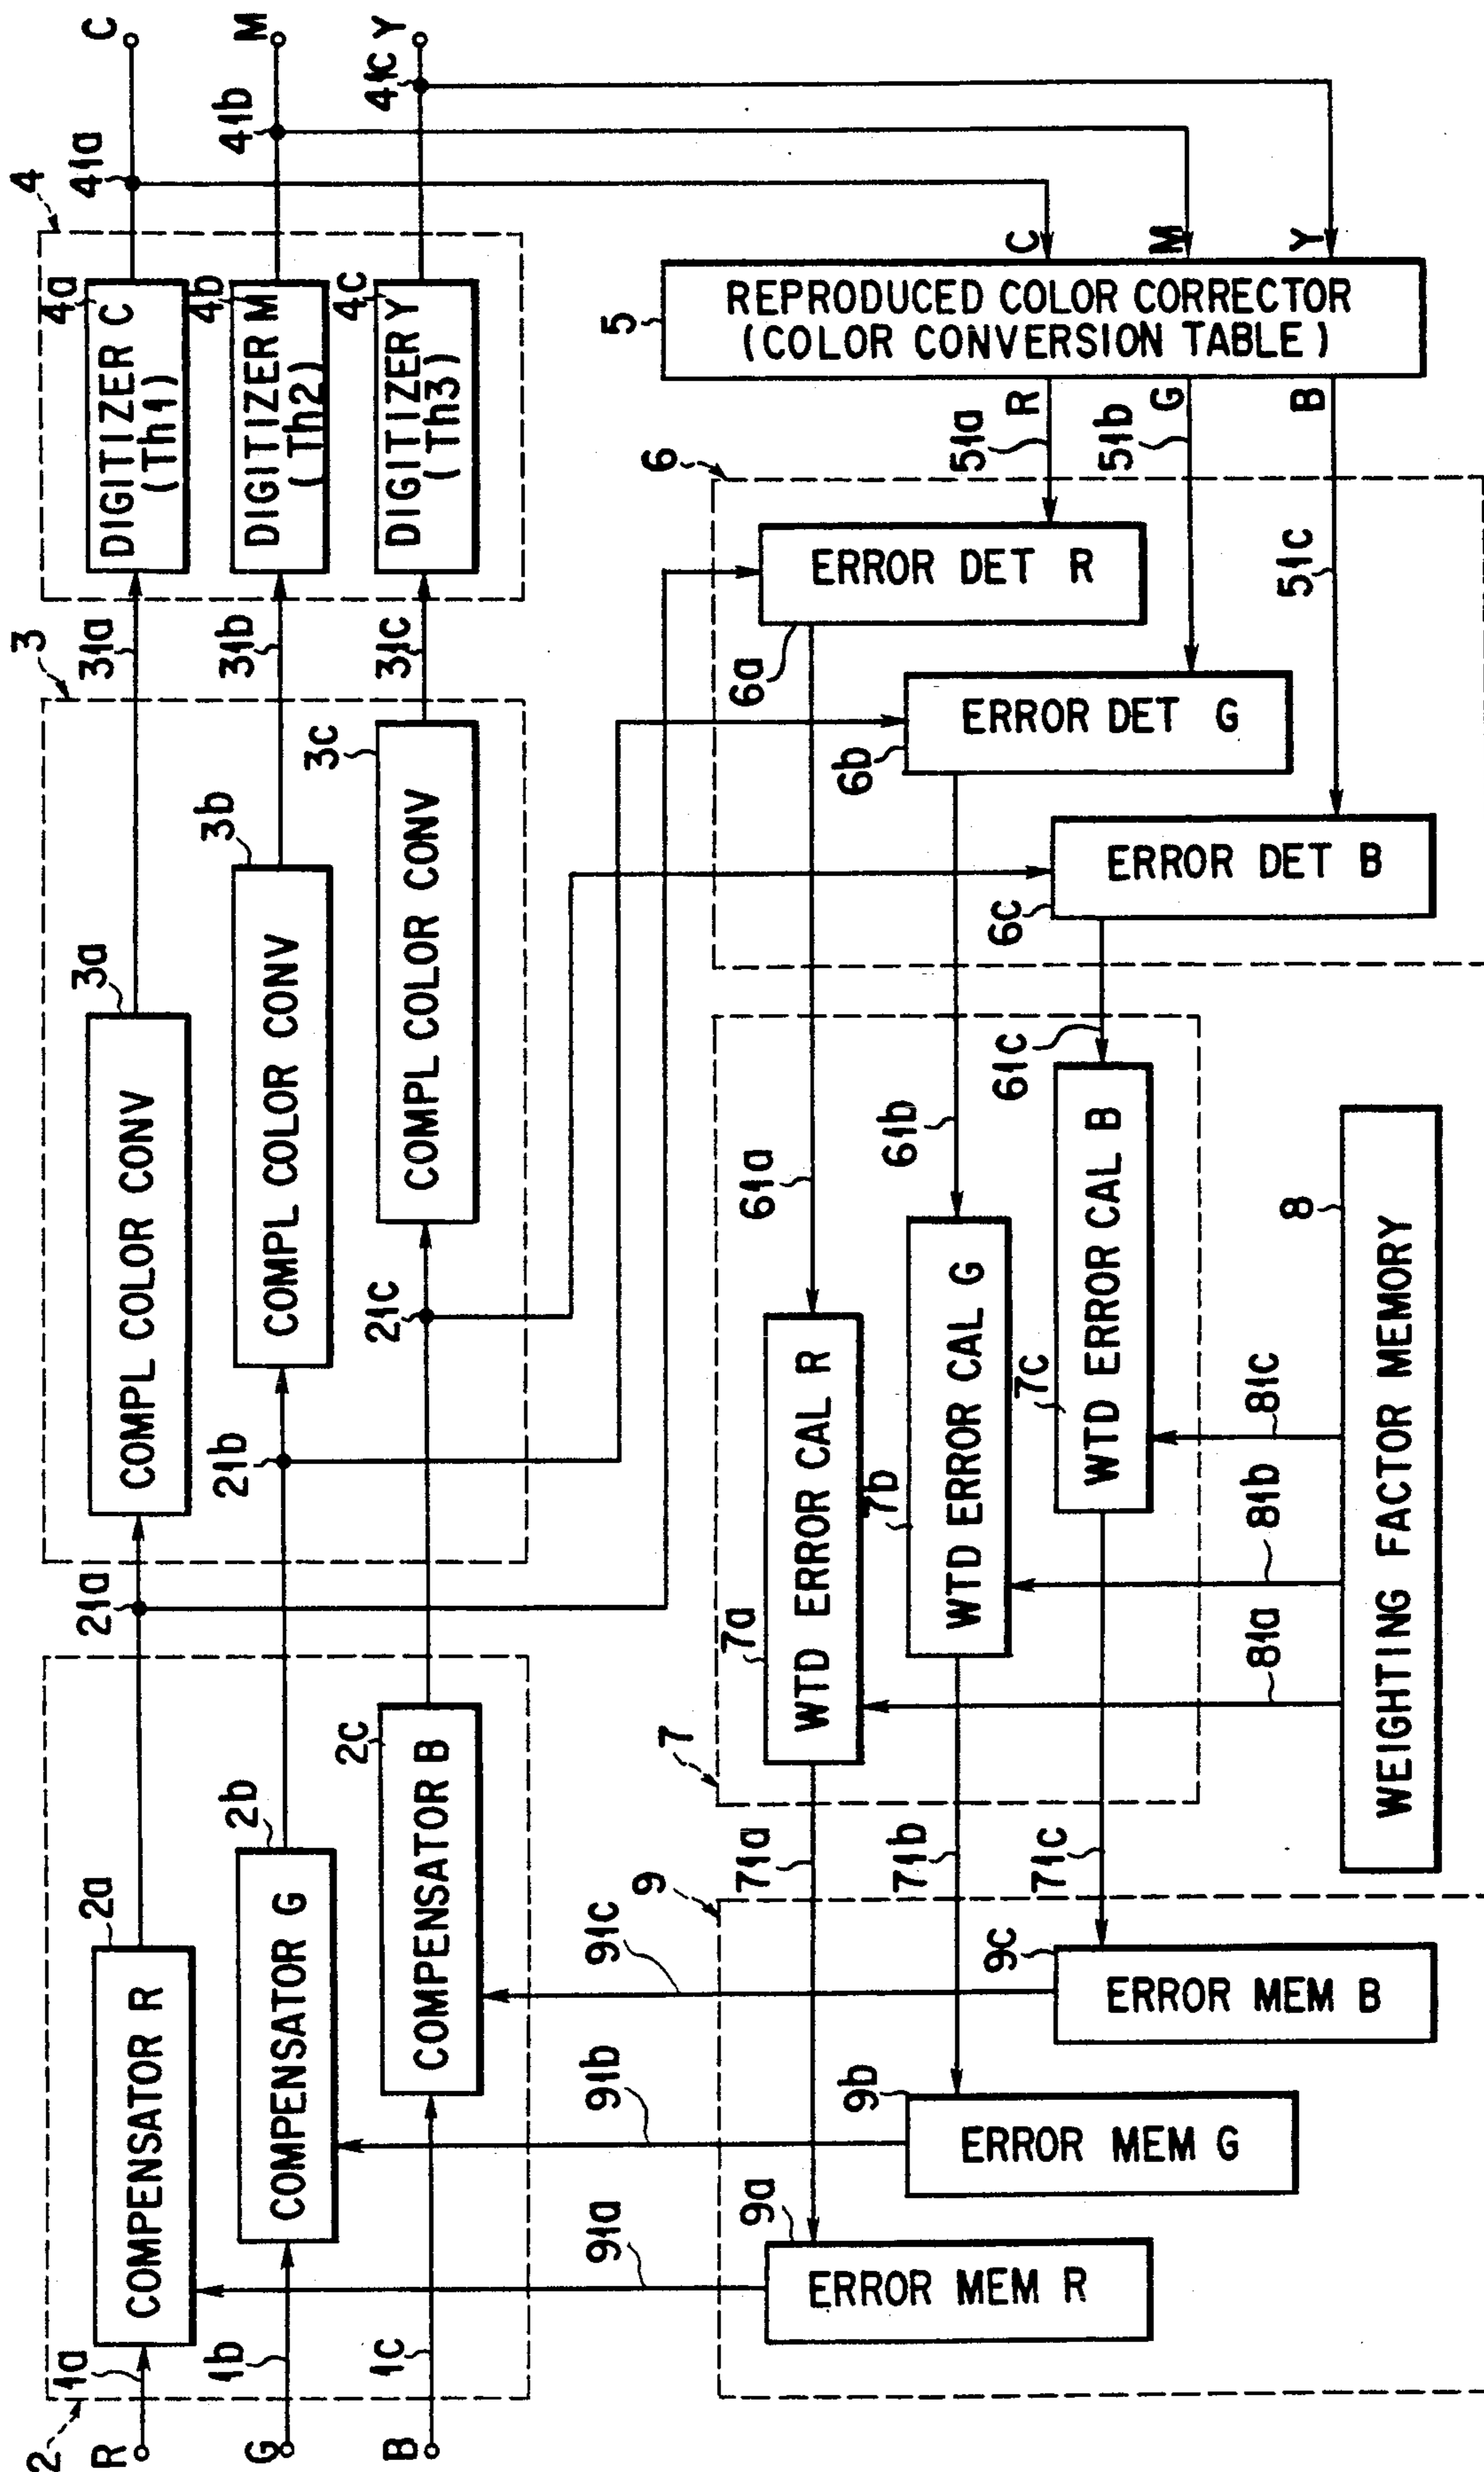 2
R
1a
COMPENSATOR R
2a
21a
COMPL COLOR CONV
3a
3
31a
DIGITIZER C
(Th1)
4a
4
41a
C
G
1b
COMPENSATOR G
2b
21b
COMPL COLOR CONV
3b
31b
DIGITIZER M
(Th2)
4b
41b
M
B
1c
COMPENSATOR B
2c
21c
COMPL COLOR CONV
3c
31c
DIGITIZER Y
(Th3)
4c
41c
Y
91a
91b
91c
9
7
6
5
REPRODUCED COLOR CORRECTOR
(COLOR CONVERSION TABLE)
C
M
Y
R
G
B
51a
51b
51c
9a
ERROR MEM R
71a
7a
WTD ERROR CAL R
61a
6a
ERROR DET R
9b
ERROR MEM G
71b
7b
WTD ERROR CAL G
61b
6b
ERROR DET G
9c
ERROR MEM B
71c
7c
WTD ERROR CAL B
61c
6c
ERROR DET B
81a
81b
81c
8
WEIGHTING FACTOR MEMORY